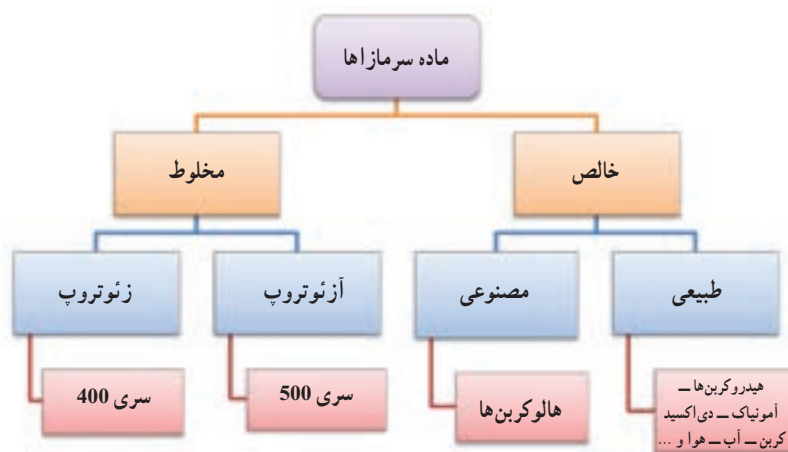 ماده سرمازاها
خالص
مخلوط
طبیعی
مصنوعی
آزئوتروپ
زئوتروپ
هیدروکربن‌ها ــ
آمونیاک ــ دی‌اکسید
کربن ــ آب ــ هوا و ...
هالوکربن‌ها
سری 500
سری 400